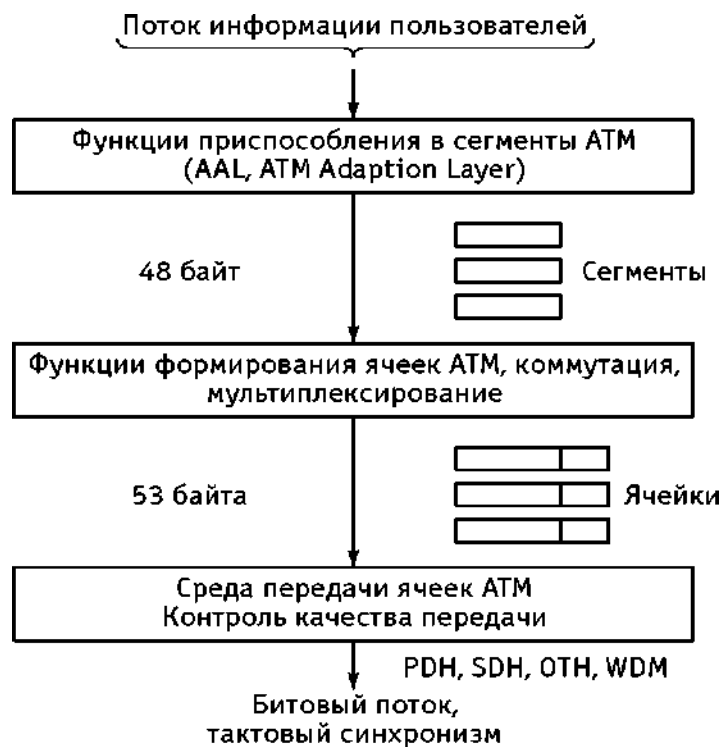 Поток информации пользователей
Функции приспособления в сегменты АТМ
(AAL, ATM Adaption Layer)
48 байт
Сегменты
Функции формирования ячеек АТМ, коммутация,
мультиплексирование
53 байта
Ячейки
Среда передачи ячеек АТМ
Контроль качества передачи
PDH, SDH, OTH, WDM
Битовый поток,
тактовый синхронизм